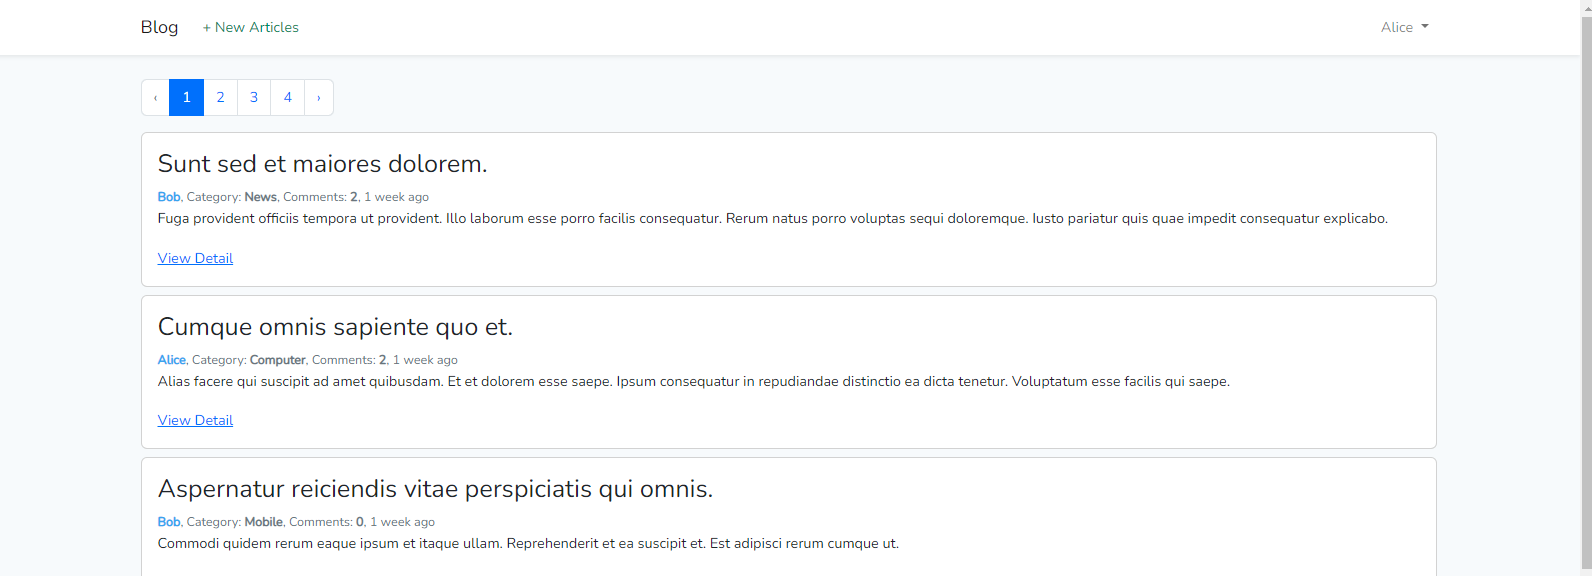 Blog + New Articles Alice
‹ 1 2 3 4 ›
Sunt sed et maiores dolorem.
Bob, Category: News, Comments: 2, 1 week ago
Fuga provident officiis tempora ut provident. Illo laborum esse porro facilis consequatur. Rerum natus porro voluptas sequi doloremque. Iusto pariatur quis quae impedit consequatur explicabo.
View Detail
Cumque omnis sapiente quo et.
Alice, Category: Computer, Comments: 2, 1 week ago
Alias facere qui suscipit ad amet quibusdam. Et et dolorem esse saepe. Ipsum consequatur in repudiandae distinctio ea dicta tenetur. Voluptatum esse facilis qui saepe.
View Detail
Aspernatur reiciendis vitae perspiciatis qui omnis.
Bob, Category: Mobile, Comments: 0, 1 week ago
Commodi quidem rerum eaque ipsum et itaque ullam. Reprehenderit et ea suscipit et. Est adipisci rerum cumque ut.